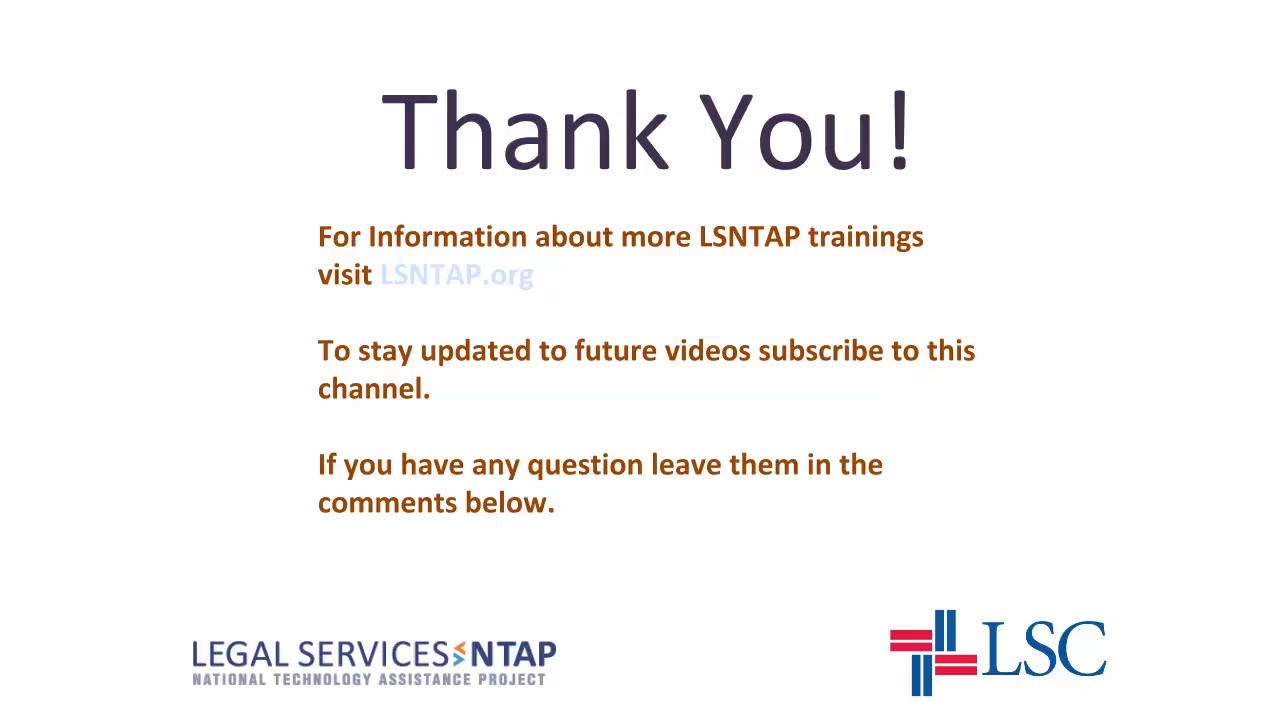 Thank You!
For Information about more LSNTAP trainings
visit LSNTAP.org
To stay updated to future videos subscribe to this
channel.
If you have any question leave them in the
comments below.
LEGAL SERVICES NTAP
NATIONAL TECHNOLOGY ASSISTANCE PROJECT
LSC